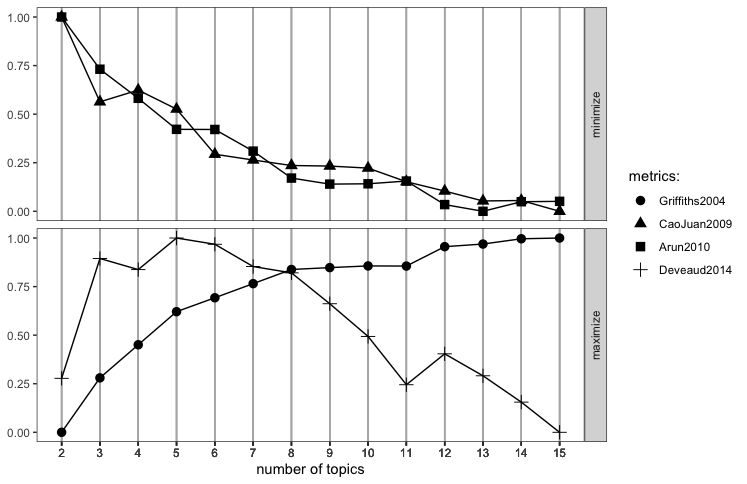 1.00
0.75
0.50
0.25
0.00
minimize
1.00
0.75
0.50
0.25
0.00
maximize
2 3 4 5 6 7 8 9 10 11 12 13 14 15
number of topics
metrics:
Griffiths2004
CaoJuan2009
Arun2010
Deveaud2014